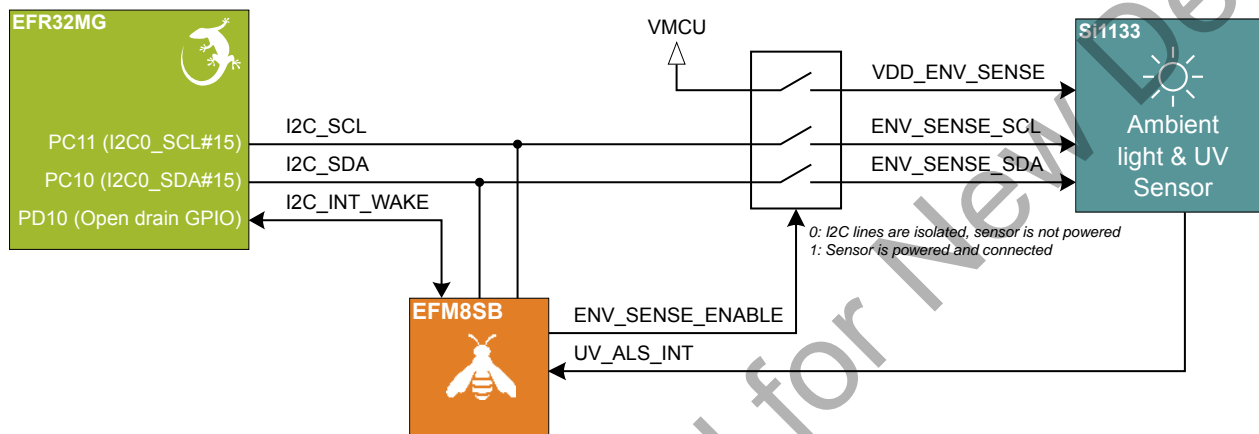 EFR32MG
PC11 (I2C0_SCL#15)
PC10 (I2C0_SDA#15)
PD10 (Open drain GPIO)
I2C_SCL
I2C_SDA
I2C_INT_WAKE
VMCU
VDD_ENV_SENSE
ENV_SENSE_SCL
ENV_SENSE_SDA
Si1133
Ambient
light & UV
Sensor
0: I2C lines are isolated, sensor is not powered
1: Sensor is powered and connected
EFM8SB
ENV_SENSE_ENABLE
UV_ALS_INT
for New